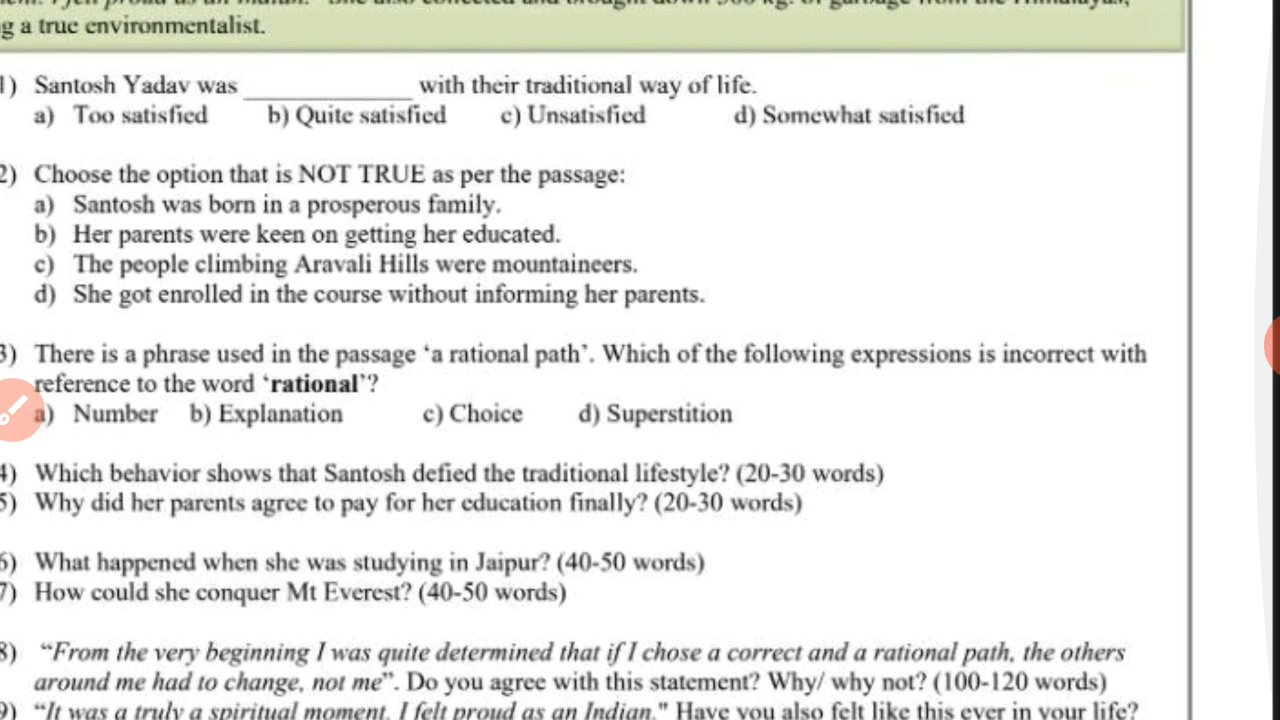 g a true environmentalist.
1) Santosh Yadav was ______________ with their traditional way of life.
a) Too satisfied b) Quite satisfied c) Unsatisfied d) Somewhat satisfied
2) Choose the option that is NOT TRUE as per the passage:
a) Santosh was born in a prosperous family.
b) Her parents were keen on getting her educated.
c) The people climbing Aravali Hills were mountaineers.
d) She got enrolled in the course without informing her parents.
3) There is a phrase used in the passage ‘a rational path’. Which of the following expressions is incorrect with
reference to the word ‘rational’?
a) Number b) Explanation c) Choice d) Superstition
4) Which behavior shows that Santosh defied the traditional lifestyle? (20-30 words)
5) Why did her parents agree to pay for her education finally? (20-30 words)
6) What happened when she was studying in Jaipur? (40-50 words)
7) How could she conquer Mt Everest? (40-50 words)
8) “From the very beginning I was quite determined that if I chose a correct and a rational path, the others
around me had to change, not me”. Do you agree with this statement? Why/ why not? (100-120 words)
9) “It was a truly a spiritual moment. I felt proud as an Indian." Have you also felt like this ever in your life?